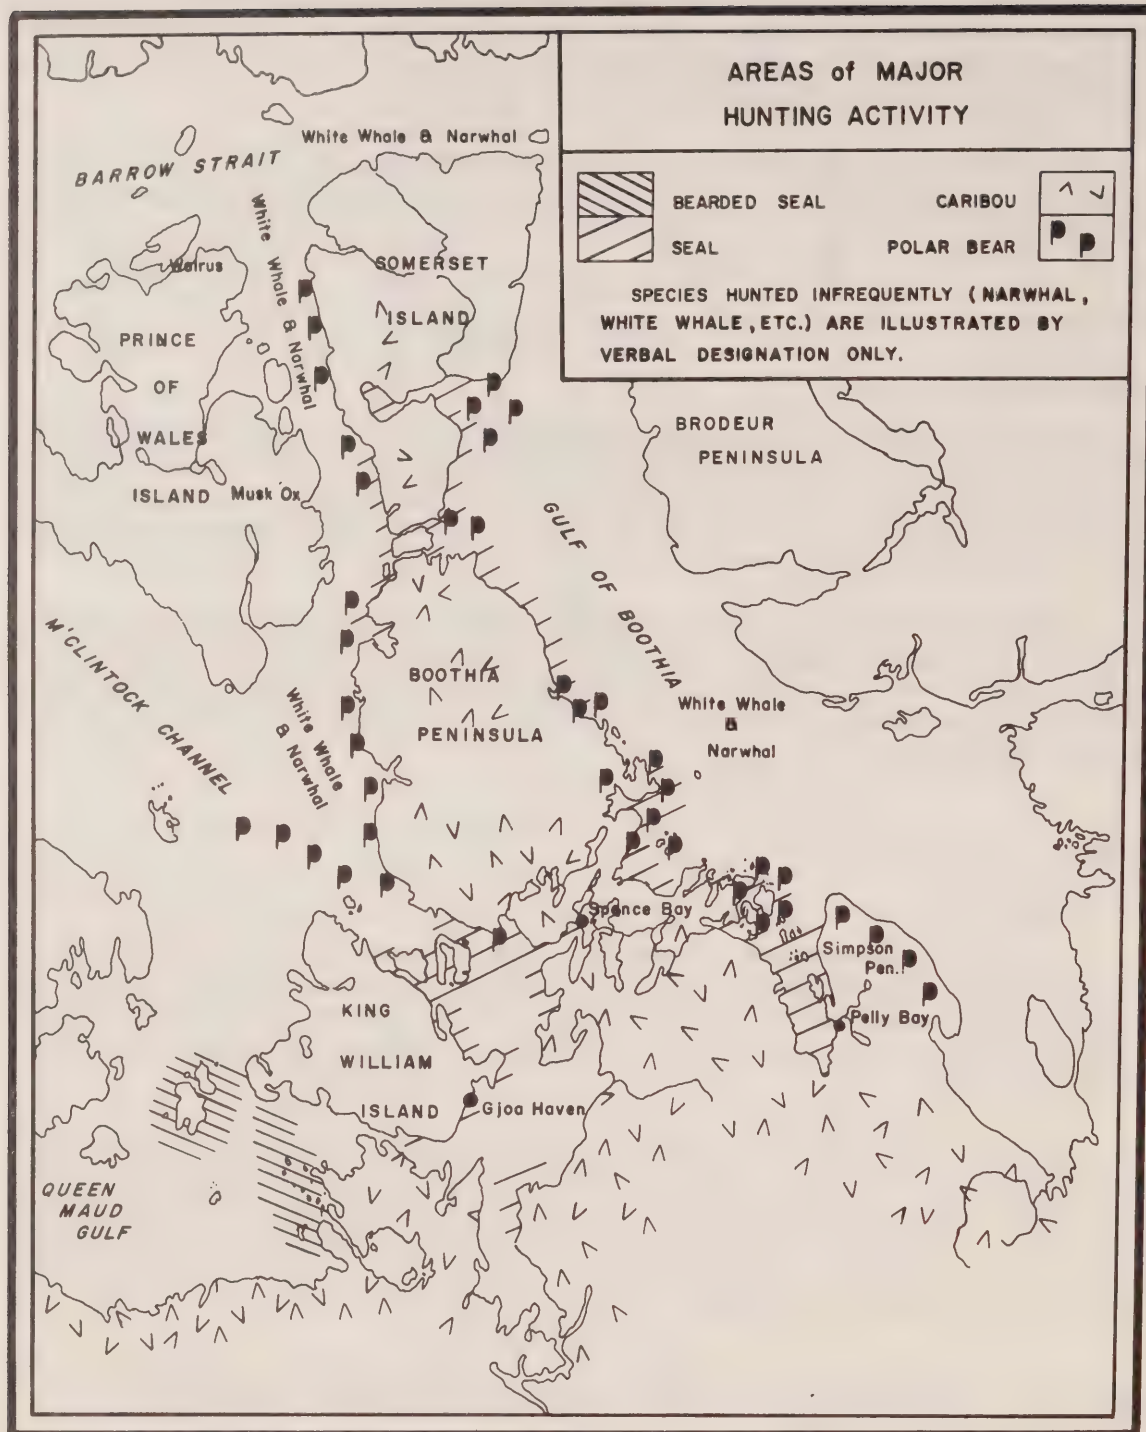 AREAS of MAJOR
HUNTING ACTIVITY
BEARDED SEAL
CARIBOU
SEAL
POLAR BEAR
SPECIES HUNTED INFREQUENTLY (NARWHAL,
WHITE WHALE, ETC.) ARE ILLUSTRATED BY
VERBAL DESIGNATION ONLY.
White Whale & Narwhal
BARROW STRAIT
White Whale & Narwhal
Walrus
SOMERSET
ISLAND
PRINCE
OF
WALES
ISLAND
Musk Ox
BRODEUR
PENINSULA
GULF OF BOOTHIA
M'CLINTOCK CHANNEL
BOOTHIA
PENINSULA
White Whale
& Narwhal
White Whale
&
Narwhal
Spence Bay
Simpson
Pen.
Pelly Bay
KING
WILLIAM
ISLAND
Gjoa Haven
QUEEN
MAUD
GULF